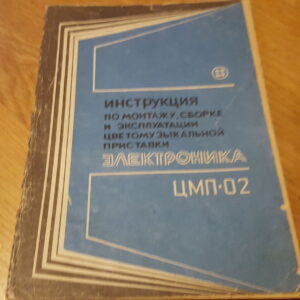 ИНСТРУКЦИЯ
ПО МОНТАЖУ, СБОРКЕ
И ЭКСПЛУАТАЦИИ
ЦВЕТОМУЗЫКАЛЬНОЙ
ПРИСТАВКИ
ЭЛЕКТРОНИКА
ЦМП-02